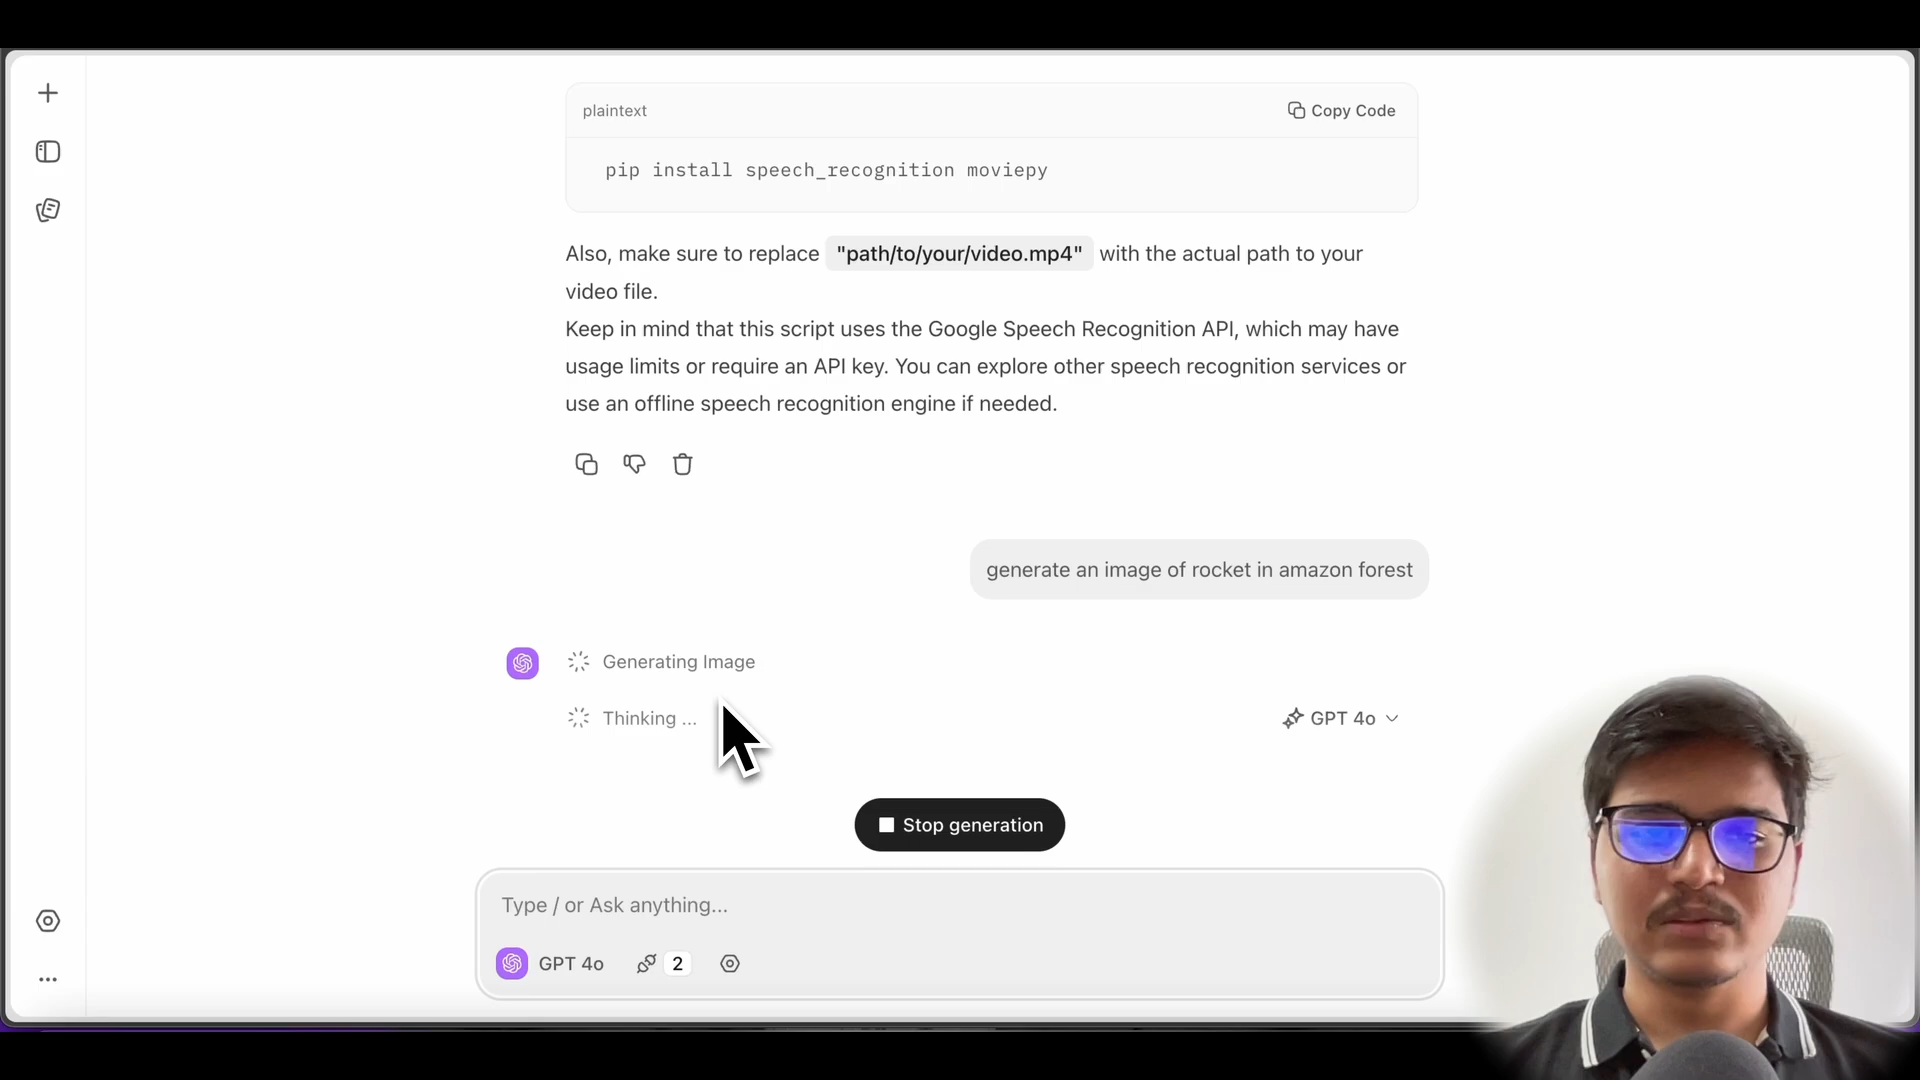 plaintext
Copy Code
pip install speech_recognition moviepy
Also, make sure to replace "path/to/your/video.mp4" with the actual path to your
video file.
Keep in mind that this script uses the Google Speech Recognition API, which may have
usage limits or require an API key. You can explore other speech recognition services or
use an offline speech recognition engine if needed.
generate an image of rocket in amazon forest
Generating Image
Thinking ...
GPT 4o
Stop generation
Type / or Ask anything...
GPT 4o
2